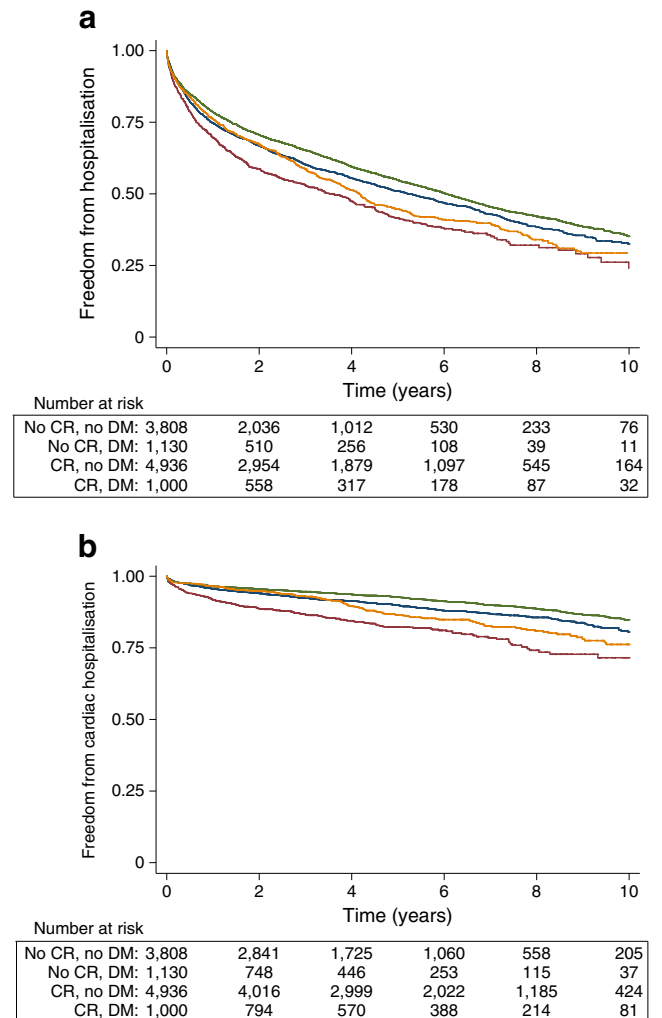 a
Freedom from hospitalisation
1.00
0.75
0.50
0.25
0
0 2 4 6 8 10
Time (years)
Number at risk
No CR, no DM: 3,808 2,036 1,012 530 233 76
No CR, DM: 1,130 510 256 108 39 11
CR, no DM: 4,936 2,954 1,879 1,097 545 164
CR, DM: 1,000 558 317 178 87 32
b
Freedom from cardiac hospitalisation
1.00
0.75
0.50
0.25
0
0 2 4 6 8 10
Time (years)
Number at risk
No CR, no DM: 3,808 2,841 1,725 1,060 558 205
No CR, DM: 1,130 748 446 253 115 37
CR, no DM: 4,936 4,016 2,999 2,022 1,185 424
CR, DM: 1,000 794 570 388 214 81